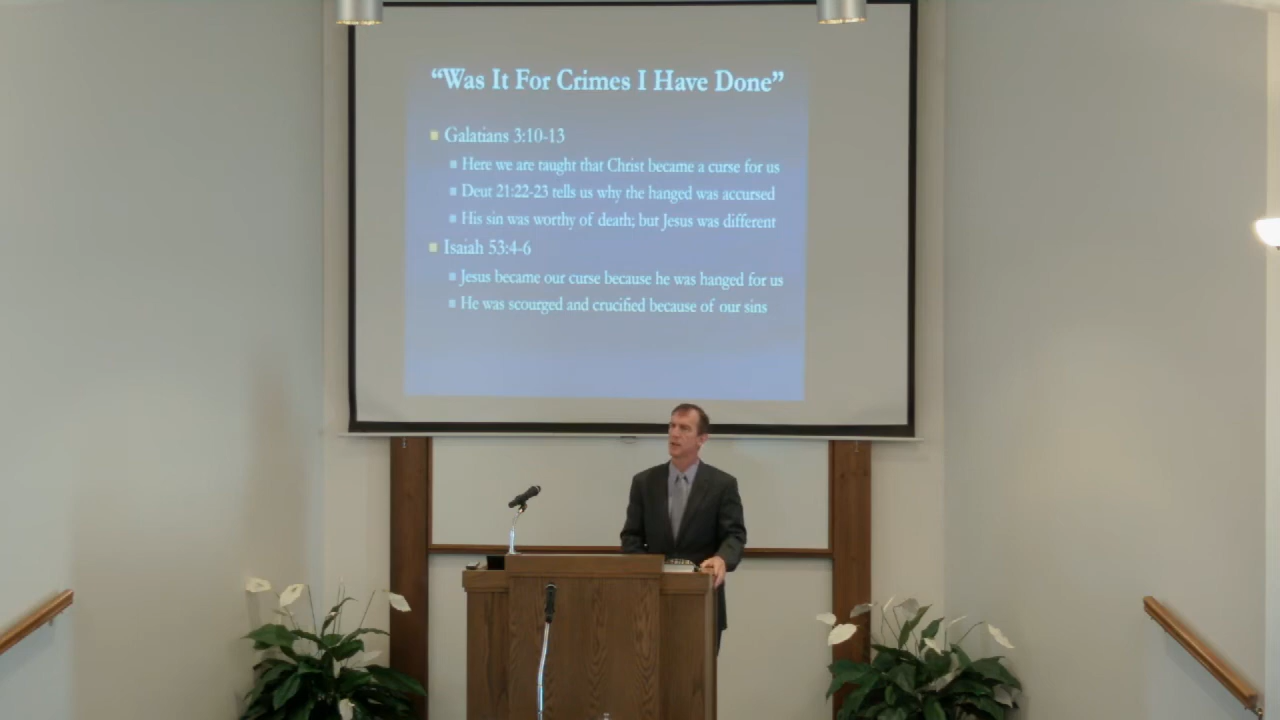 “Was It For Crimes I Have Done”
Galatians 3:10-13
Here we are taught that Christ became a curse for us
Deut 21:22-23 tells us why the hanged was accursed
His sin was worthy of death; but Jesus was different
Isaiah 53:4-6
Jesus became our curse because he was hanged for us
He was scourged and crucified because of our sins